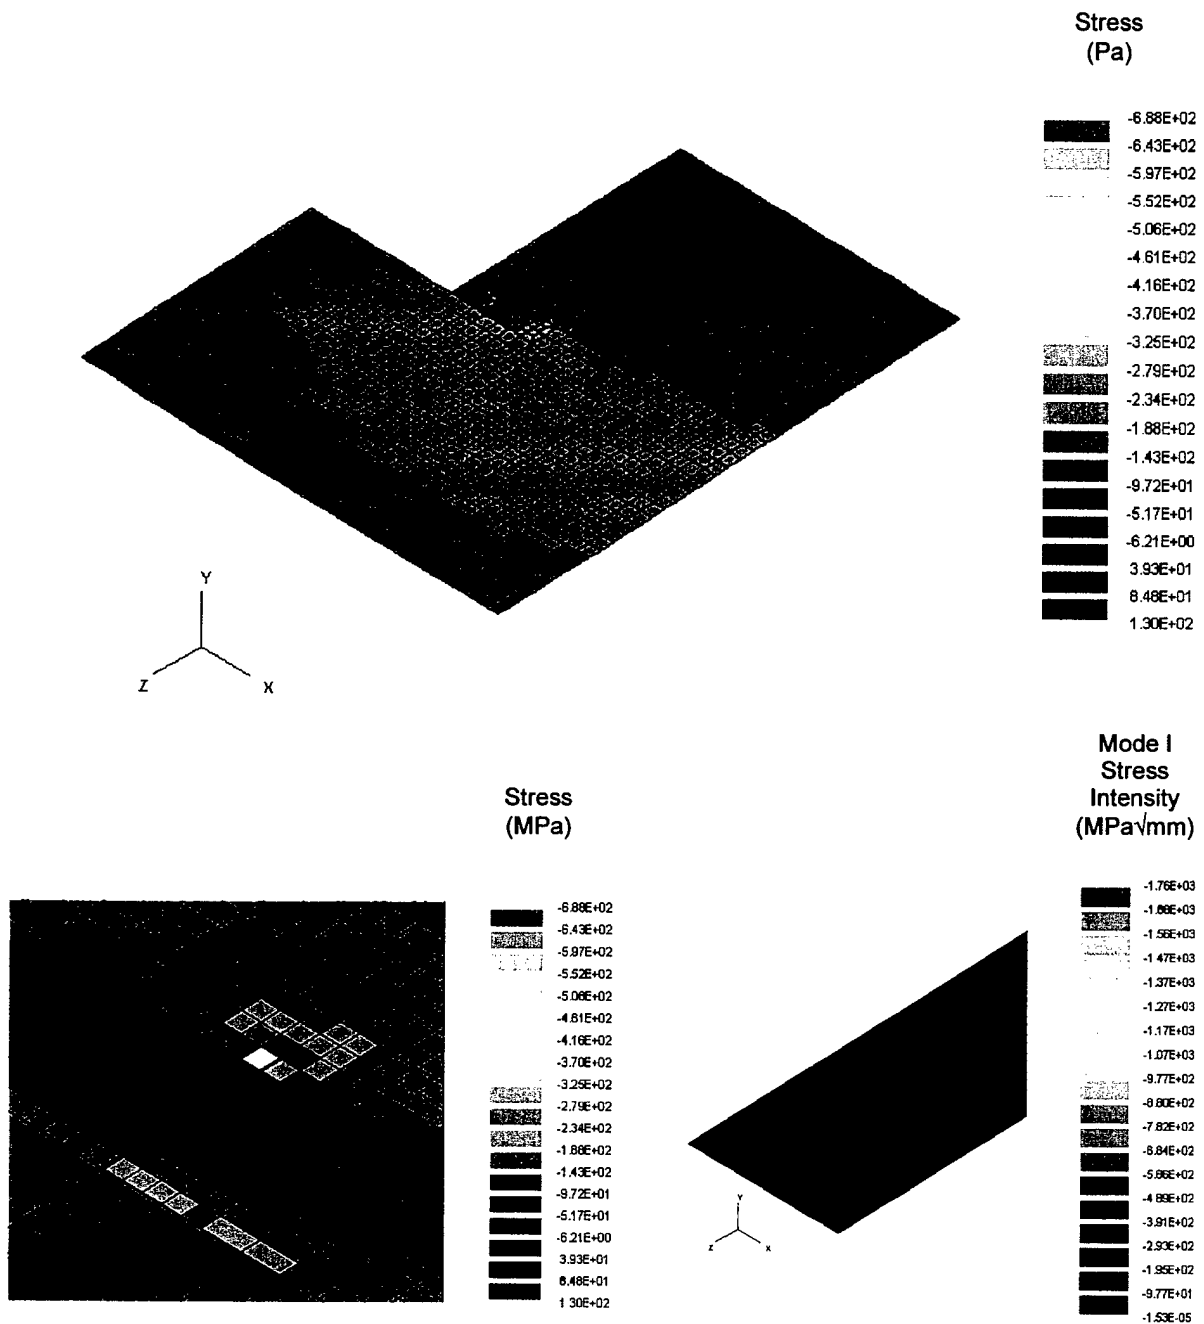 Stress
(Pa)
-6.88E+02
-6.43E+02
-5.97E+02
-5.52E+02
-5.06E+02
-4.61E+02
-4.16E+02
-3.70E+02
-3.25E+02
-2.79E+02
-2.34E+02
-1.88E+02
-1.43E+02
-9.72E+01
-5.17E+01
-6.21E+00
3.93E+01
8.48E+01
1.30E+02
Y
Z
X
Stress
(MPa)
-6.88E+02
-6.43E+02
-5.97E+02
-5.52E+02
-5.06E+02
-4.61E+02
-4.16E+02
-3.70E+02
-3.25E+02
-2.79E+02
-2.34E+02
-1.88E+02
-1.43E+02
-9.72E+01
-5.17E+01
-6.21E+00
3.93E+01
8.48E+01
1.30E+02
Mode I
Stress
Intensity
(MPa√mm)
-1.76E+03
-1.66E+03
-1.56E+03
-1.47E+03
-1.37E+03
-1.27E+03
-1.17E+03
-1.07E+03
-9.77E+02
-8.80E+02
-7.82E+02
-6.84E+02
-5.86E+02
-4.89E+02
-3.91E+02
-2.93E+02
-1.95E+02
-9.77E+01
-1.53E-05
Y
Z
X